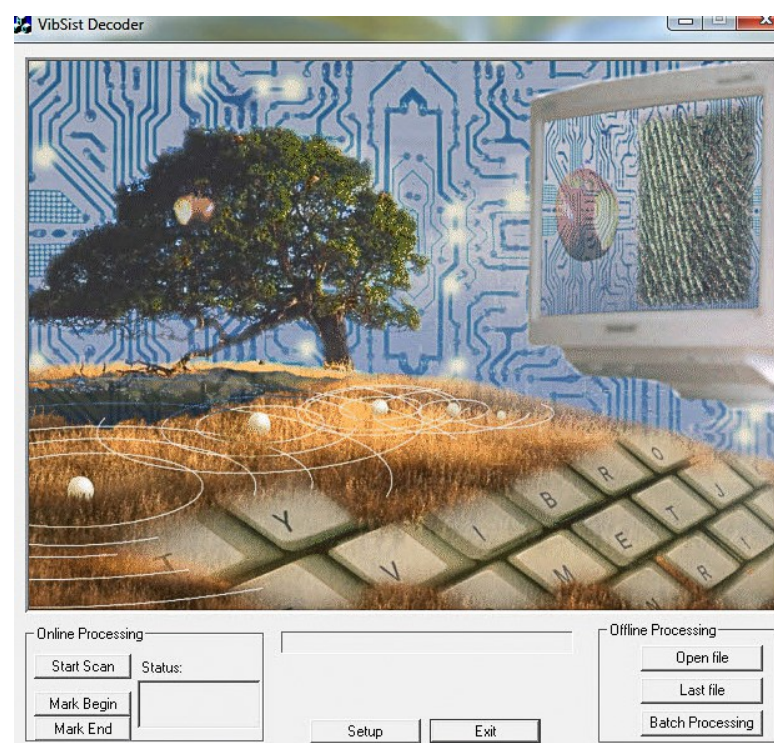 VibSist Decoder
T Y V I B R O
M E T J
N R I
Online Processing
Start Scan
Status:
Mark Begin
Mark End
Setup
Exit
Offline Processing
Open file
Last file
Batch Processing